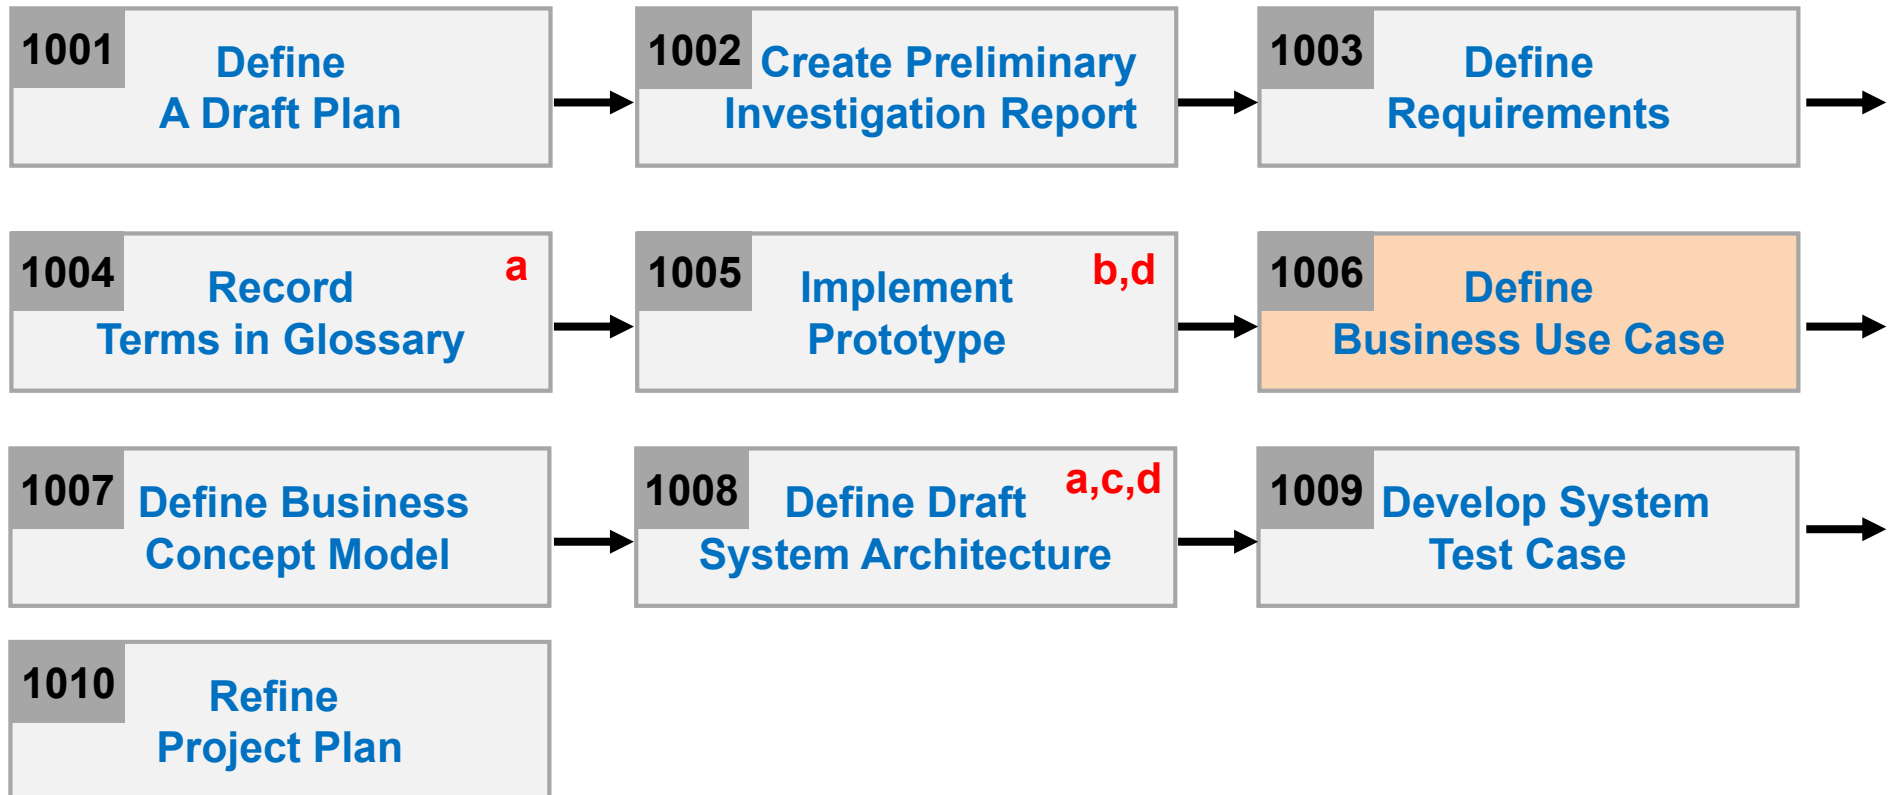 1001
Define
A Draft Plan
1002
Create Preliminary
Investigation Report
1003
Define
Requirements
1004
a
Record
Terms in Glossary
1005
b,d
Implement
Prototype
1006
Define
Business Use Case
1007
Define Business
Concept Model
1008
a,c,d
Define Draft
System Architecture
1009
Develop System
Test Case
1010
Refine
Project Plan